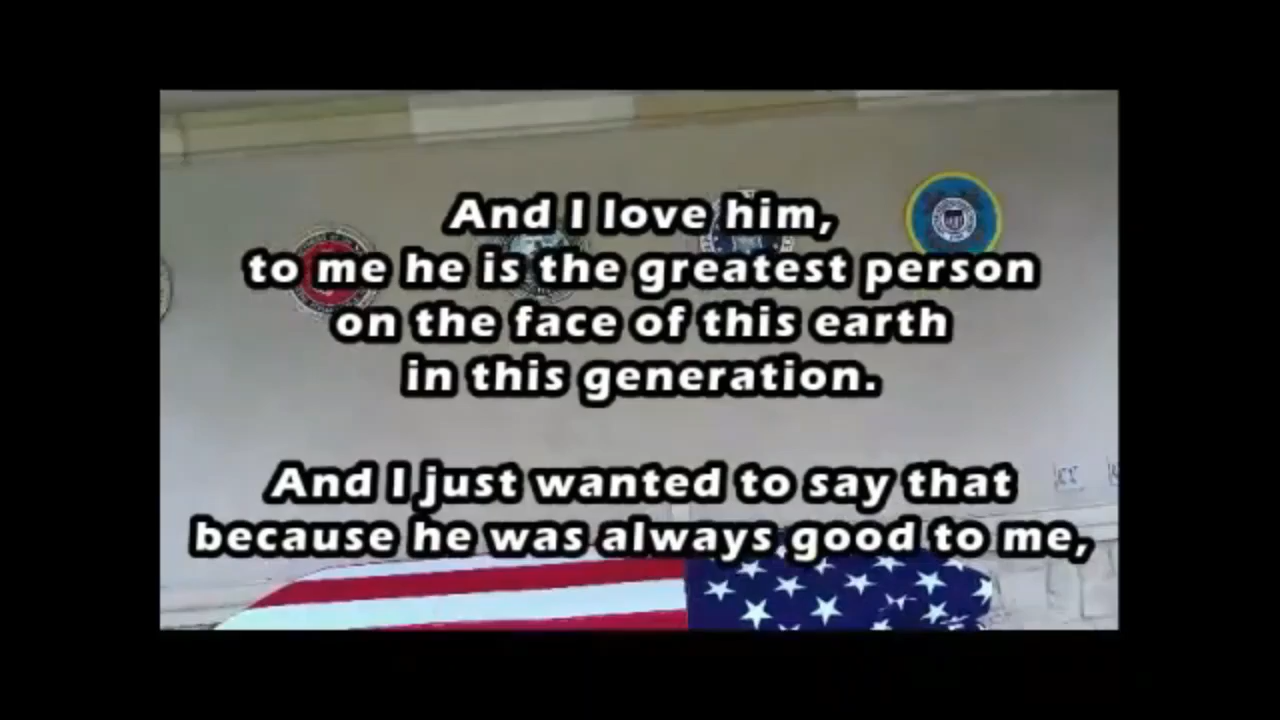 And I love him,
to me he is the greatest person
on the face of this earth
in this generation.
And I just wanted to say that
because he was always good to me,